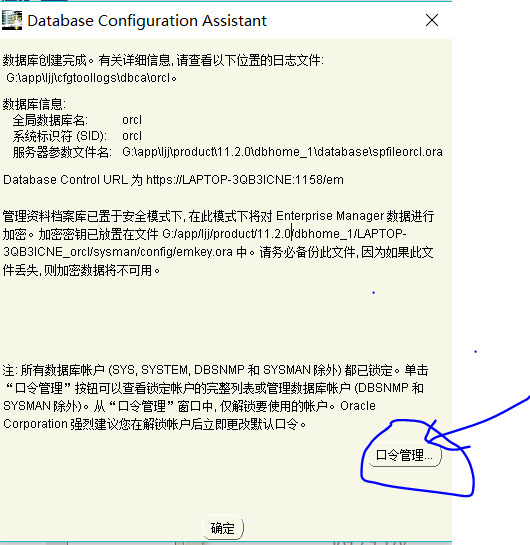 Database Configuration Assistant
数据库创建完成。有关详细信息, 请查看以下位置的日志文件:
G:\app\ljj\cfgtoollogs\dbca\orcl。
数据库信息:
全局数据库名: orcl
系统标识符 (SID): orcl
服务器参数文件名: G:\app\ljj\product\11.2.0\dbhome_1\database\spfileorcl.ora
Database Control URL 为 https://LAPTOP-3QB3ICNE:1158/em
管理资料档案库已置于安全模式下, 在此模式下将对 Enterprise Manager 数据进行
加密。加密密钥已放置在文件 G:/app/ljj/product/11.2.0/dbhome_1/LAPTOP-
3QB3ICNE_orcl/sysman/config/emkey.ora 中。请务必备份此文件, 因为如果此文
件丢失, 则加密数据将不可用。
注: 所有数据库帐户 (SYS, SYSTEM, DBSNMP 和 SYSMAN 除外) 都已锁定。单击
“口令管理”按钮可以查看锁定帐户的完整列表或管理数据库帐户 (DBSNMP 和
SYSMAN 除外)。从“口令管理”窗口中, 仅解锁要使用的帐户。Oracle
Corporation 强烈建议您在解锁帐户后立即更改默认口令。
口令管理...
确定